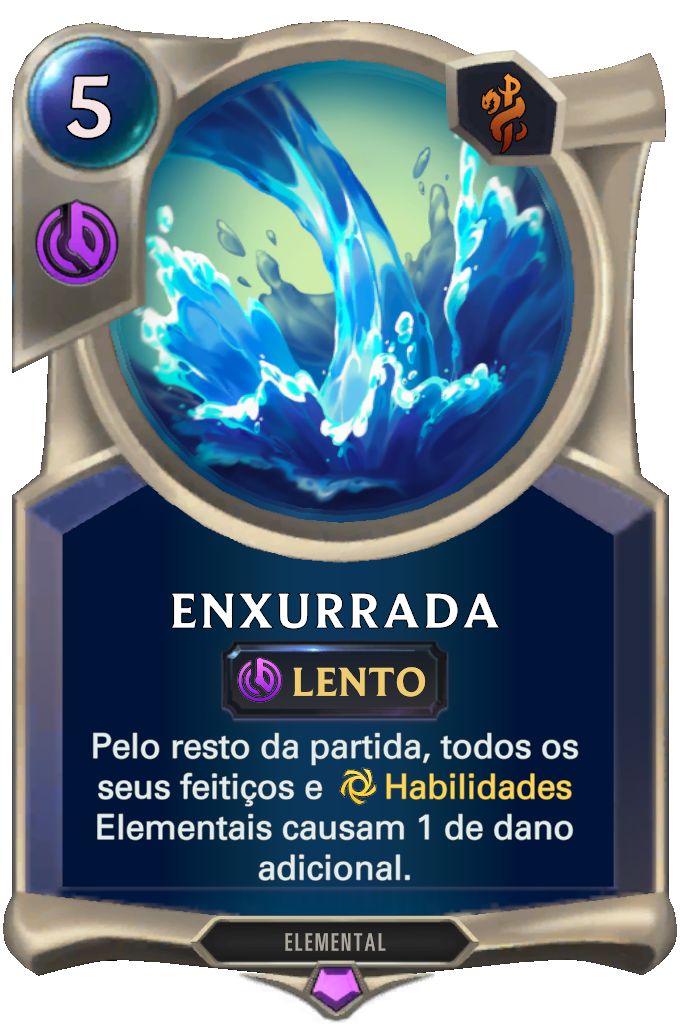 5
ENXURRADA
LENTO
Pelo resto da partida, todos os
seus feitiços e Habilidades
Elementais causam 1 de dano
adicional.
ELEMENTAL